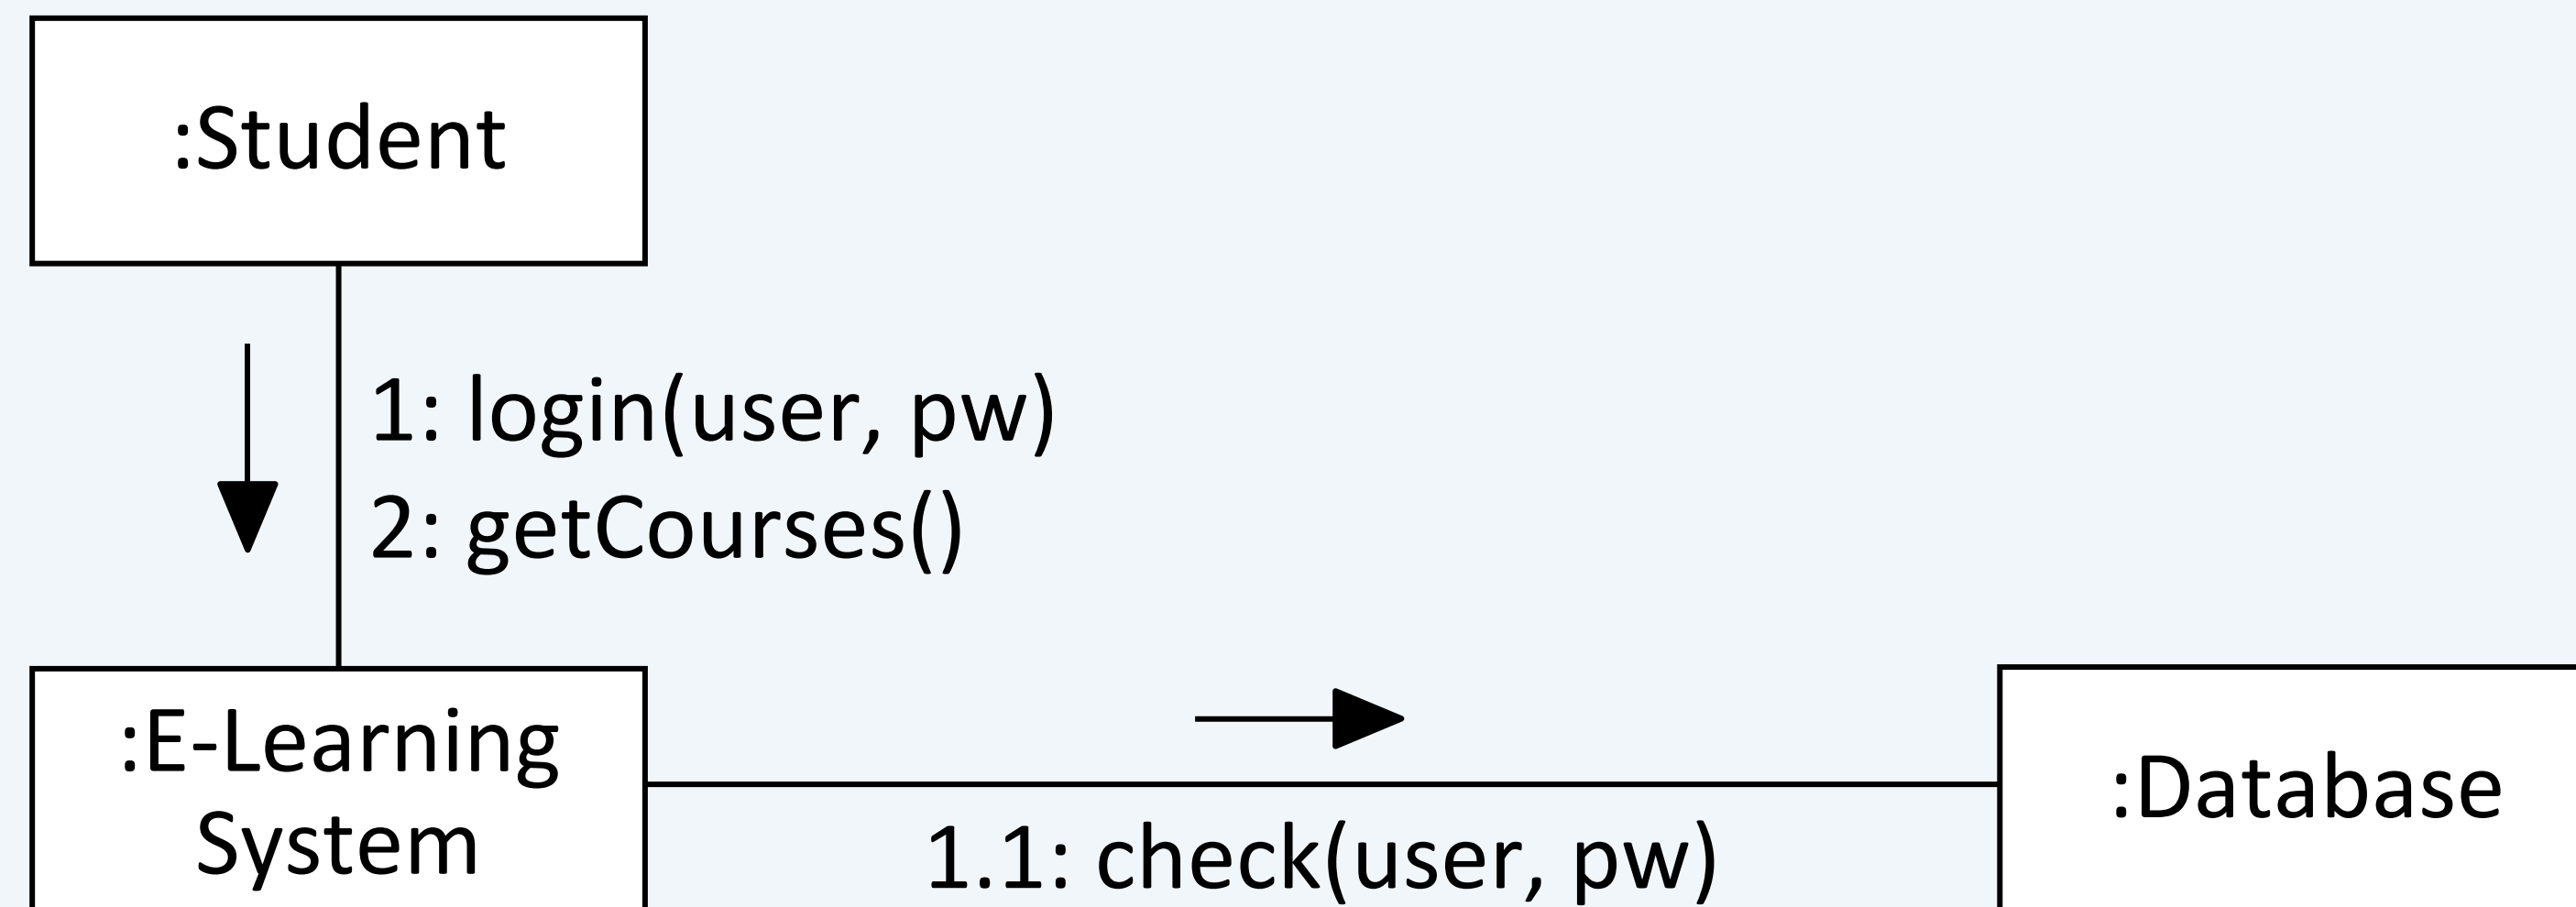 :Student
1: login(user, pw)
2: getCourses()
:E-Learning
System
:Database
1.1: check(user, pw)